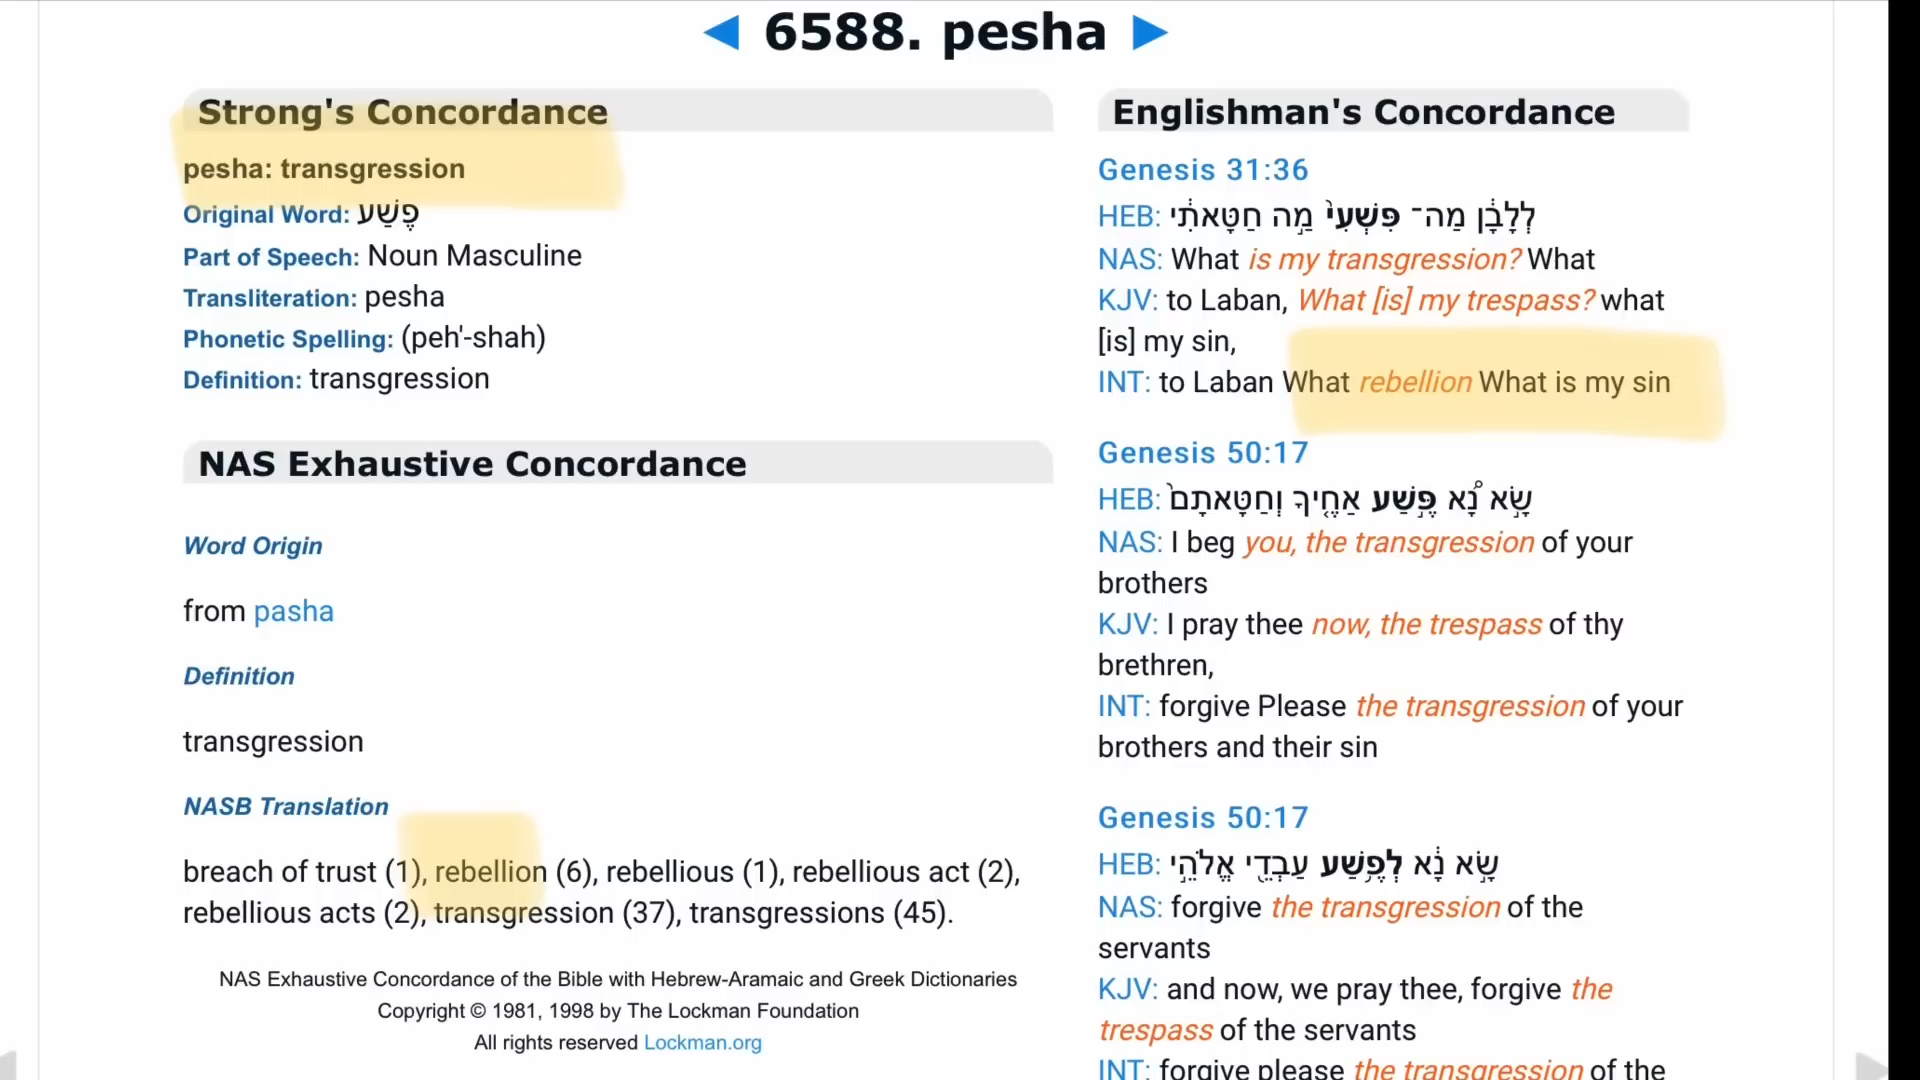 6588. pesha
Strong's Concordance
pesha: transgression
Original Word: פֶּשַׁע
Part of Speech: Noun Masculine
Transliteration: pesha
Phonetic Spelling: (peh'-shah)
Definition: transgression
NAS Exhaustive Concordance
Word Origin
from pasha
Definition
transgression
NASB Translation
breach of trust (1), rebellion (6), rebellious (1), rebellious act (2),
rebellious acts (2), transgression (37), transgressions (45).
NAS Exhaustive Concordance of the Bible with Hebrew-Aramaic and Greek Dictionaries
Copyright © 1981, 1998 by The Lockman Foundation
All rights reserved Lockman.org
Englishman's Concordance
Genesis 31:36
HEB: לְלָבָ֔ן מַה־ פִּשְׁעִי֙ מַ֣ה חַטָּאתִ֔י
NAS: What is my transgression? What
KJV: to Laban, What [is] my trespass? what
[is] my sin,
INT: to Laban What rebellion What is my sin
Genesis 50:17
HEB: שָׂ֣א נָ֠א פֶּ֣שַׁע אַחֶ֤יךָ וְחַטָּאתָם֙
NAS: I beg you, the transgression of your
brothers
KJV: I pray thee now, the trespass of thy
brethren,
INT: forgive Please the transgression of your
brothers and their sin
Genesis 50:17
HEB: שָׂ֣א נָ֔א לְפֶ֥שַׁע עַבְדֵ֖י אֱלֹהֵ֣י
NAS: forgive the transgression of the
servants
KJV: and now, we pray thee, forgive the
trespass of the servants
INT: forgive please the transgression of the